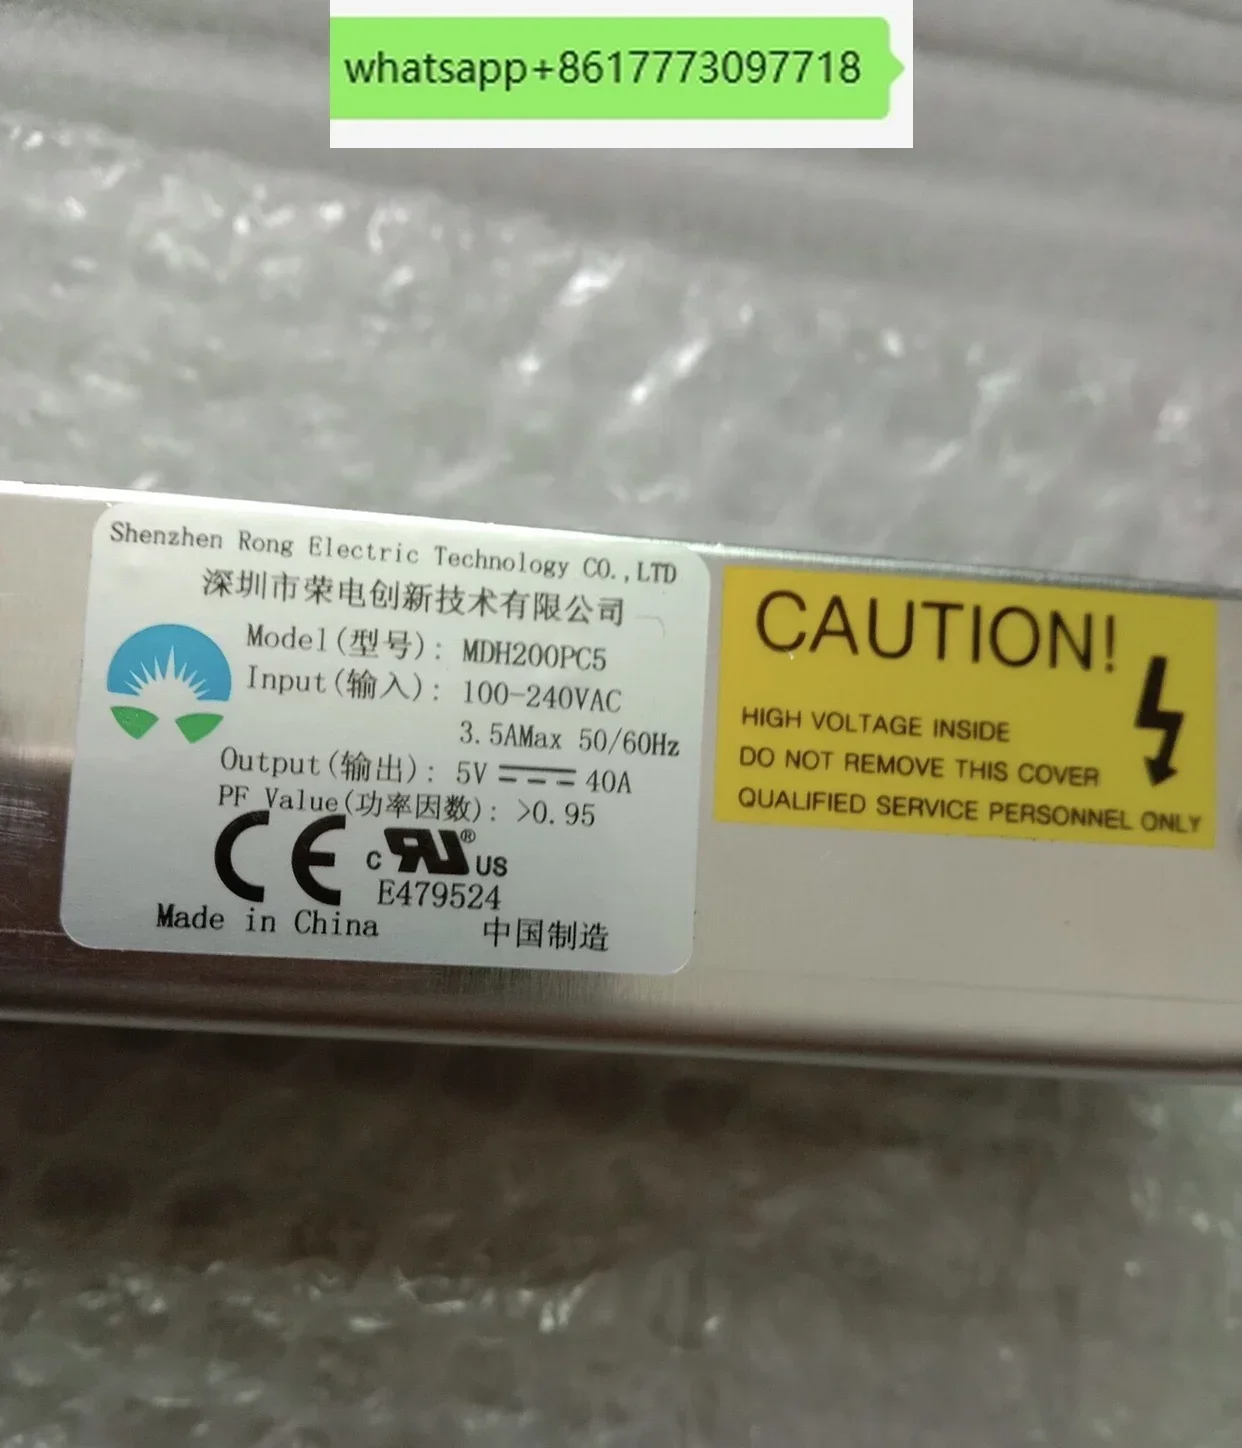 whatsapp+8617773097718
Shenzhen Rong Electric Technology CO.,LTD
深圳市荣电创新技术有限公司
Model(型号): MDH200PC5
Input(输入): 100-240VAC
3.5AMax 50/60Hz
Output(输出): 5V ⎓ 40A
PF Value(功率因数): >0.95
CE c RU® US
E479524
Made in China 中国制造
CAUTION!
HIGH VOLTAGE INSIDE
DO NOT REMOVE THIS COVER
QUALIFIED SERVICE PERSONNEL ONLY